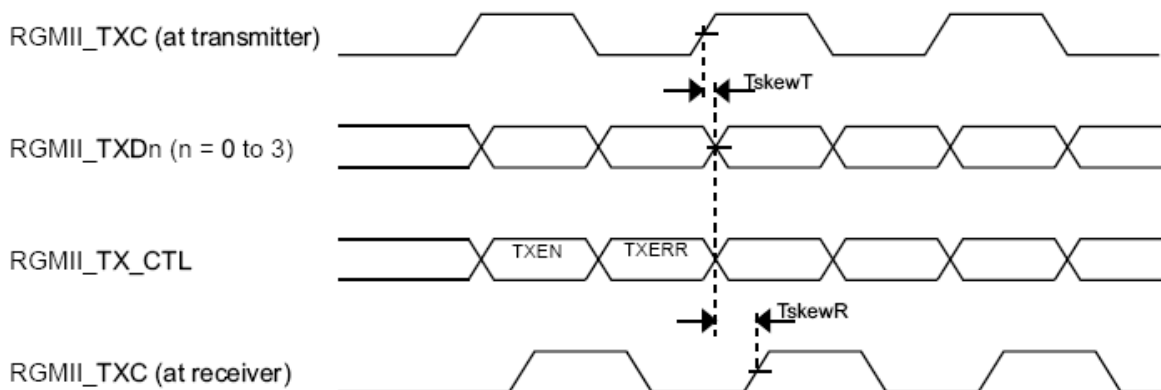 RGMII_TXC (at transmitter)
TskewT
RGMII_TXDn (n = 0 to 3)
RGMII_TX_CTL
TXEN
TXERR
TskewR
RGMII_TXC (at receiver)